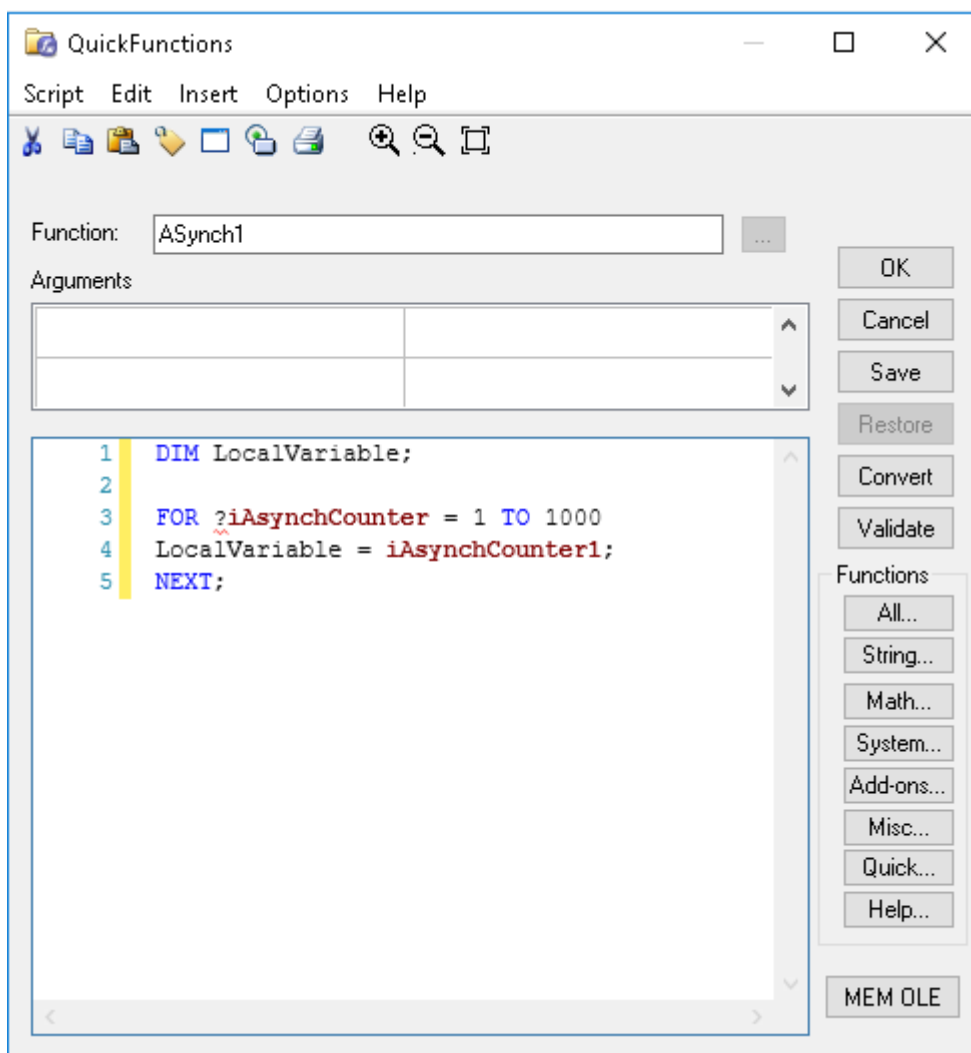 QuickFunctions
Script Edit Insert Options Help
Function: ASynch1 ...
Arguments
OK
Cancel
Save
Restore
Convert
Validate
1 DIM LocalVariable;
2
3 FOR ?iAsynchCounter = 1 TO 1000
4 LocalVariable = iAsynchCounter1;
5 NEXT;
Functions
All...
String...
Math...
System...
Add-ons...
Misc...
Quick...
Help...
MEM OLE